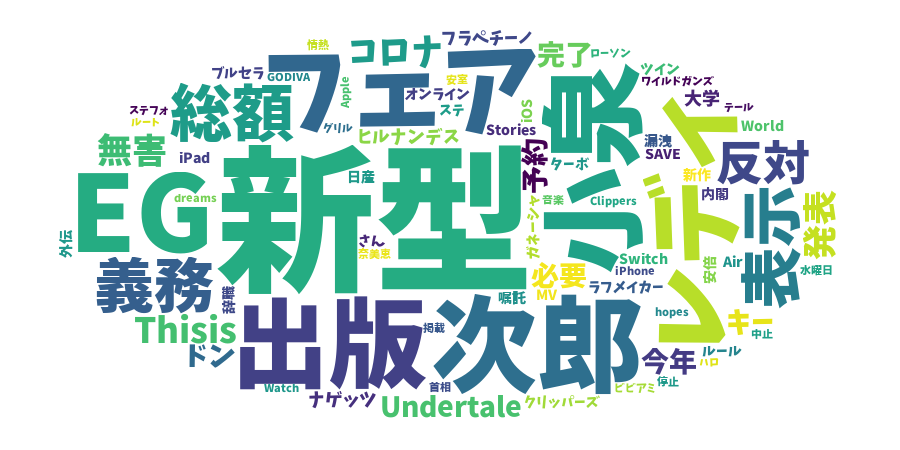 情熱
コロナ
フラペチーノ
完了
ローソン
ブルセラ
GODIVA
フェア
Apple
安室
ツイン
ワイルドガンズ
総額
オンライン
iOS
小泉
大学
テール
ステフォ
ルート
グリル
ステ
ヒルナンデス
Stories
レディイ
World
無害
iPad
予約
ターボ
漏洩
SAVE
反対
EG
新型
日産
新作
内閣
dreams
ガネーシャ
音楽
Clippers
表示
発表
外伝
さん
奈美恵
Switch
iPhone
安倍
Air
水曜日
義務
辞職
必要
MV
嘱託
ラフメイカー
Thisis
出版
掲載
次郎
hopes
キー
中止
ドン
今年
ルール
ハロ
Watch
首相
停止
ビビアミ
ナゲッツ
Undertale
クリッパーズ